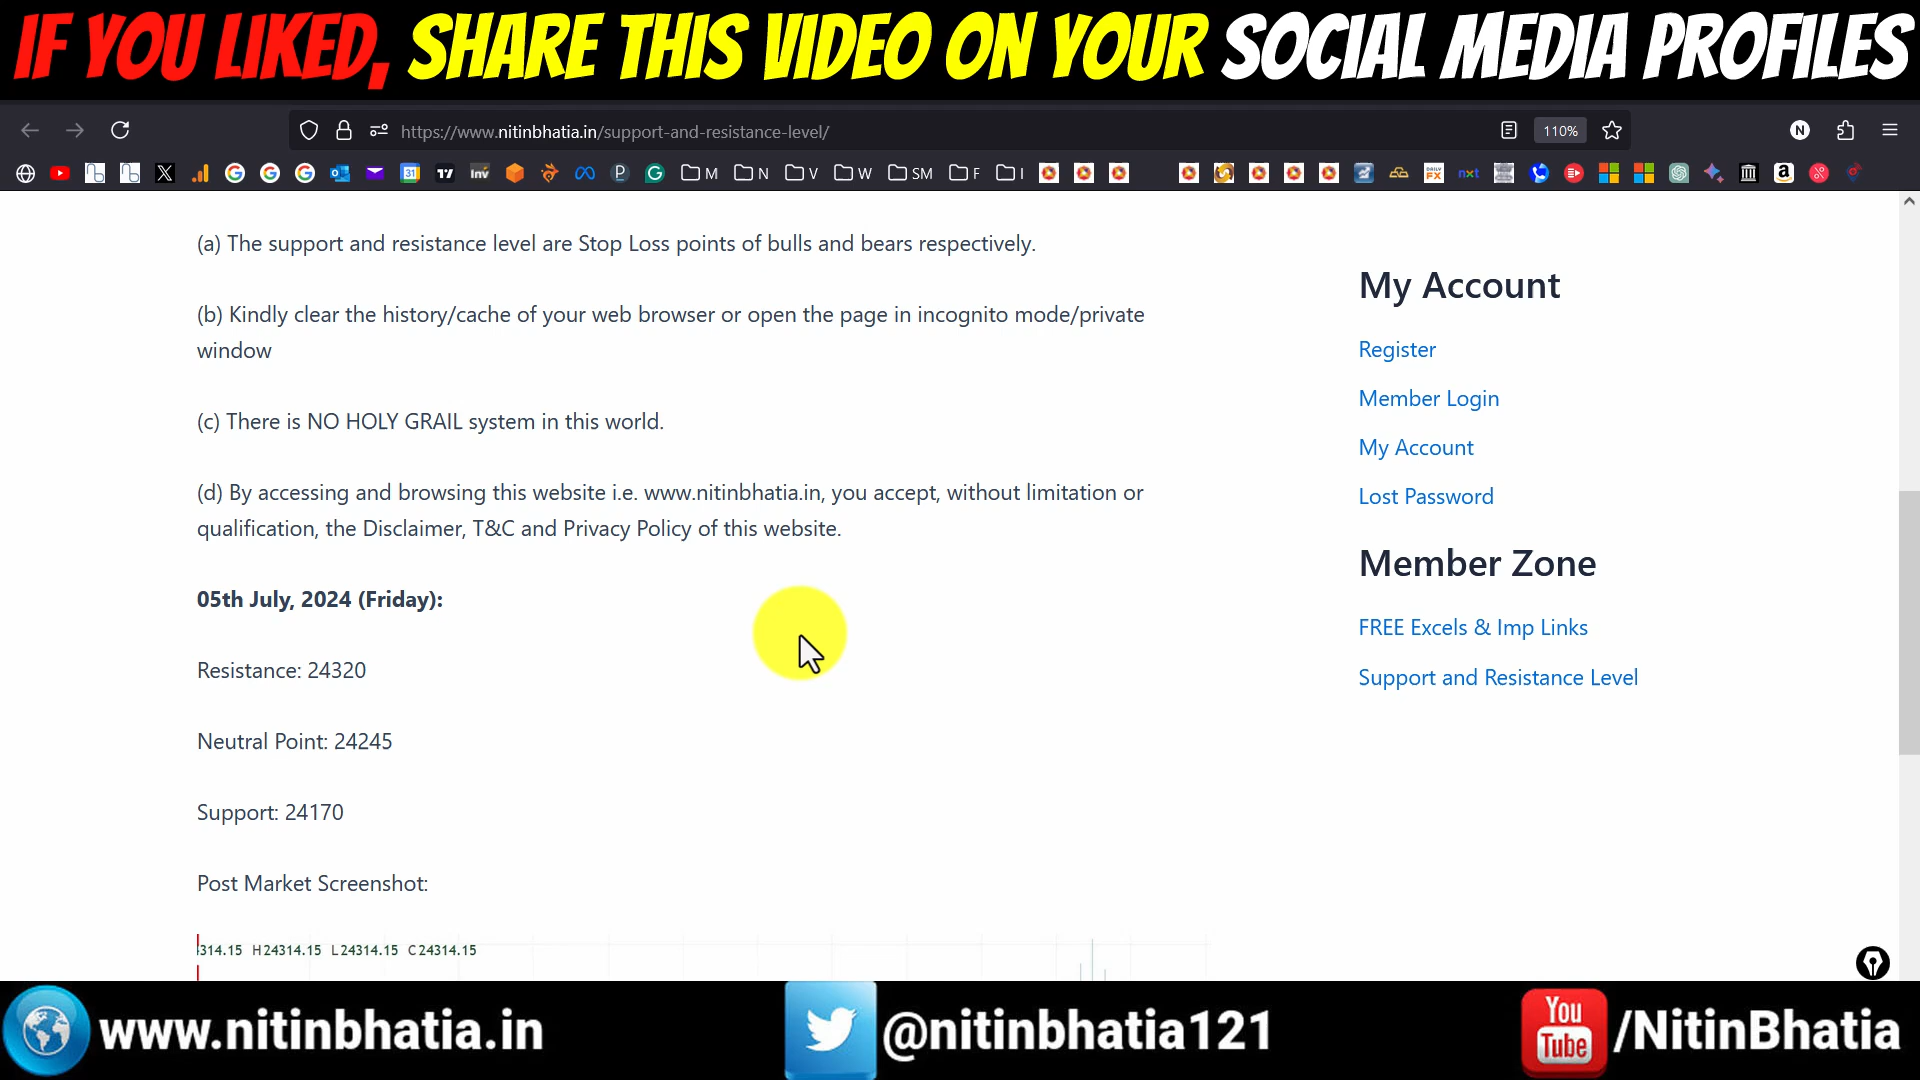 IF YOU LIKED, SHARE THIS VIDEO ON YOUR SOCIAL MEDIA PROFILES
https://www.nitinbhatia.in/support-and-resistance-level/
110%
N
31
inv
P
M
N
V
W
SM
F
I
DAILY FX
nxt
(a) The support and resistance level are Stop Loss points of bulls and bears respectively.
(b) Kindly clear the history/cache of your web browser or open the page in incognito mode/private
window
(c) There is NO HOLY GRAIL system in this world.
(d) By accessing and browsing this website i.e. www.nitinbhatia.in, you accept, without limitation or
qualification, the Disclaimer, T&C and Privacy Policy of this website.
05th July, 2024 (Friday):
Resistance: 24320
Neutral Point: 24245
Support: 24170
Post Market Screenshot:
314.15 H24314.15 L24314.15 C24314.15
My Account
Register
Member Login
My Account
Lost Password
Member Zone
FREE Excels & Imp Links
Support and Resistance Level
www.nitinbhatia.in
@nitinbhatia121
You
Tube
/NitinBhatia